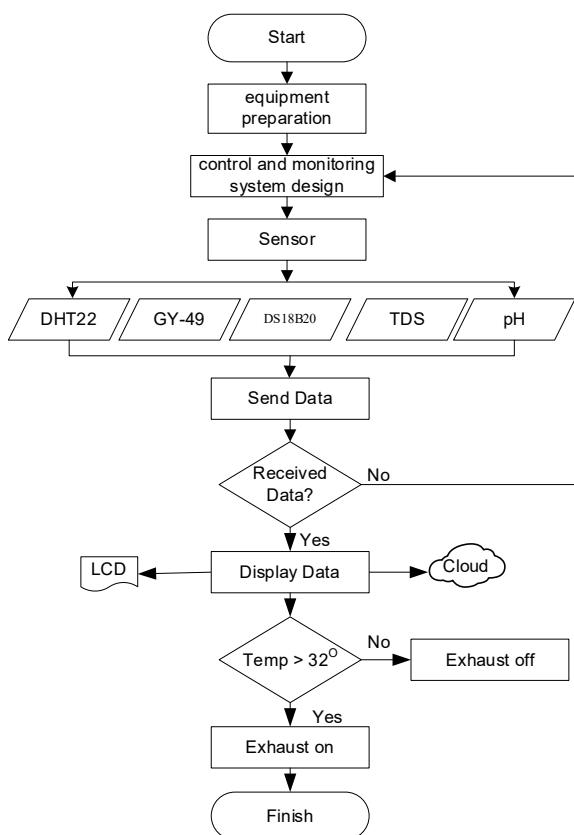 Start
equipment
preparation
control and monitoring
system design
Sensor
DHT22
GY-49
DS18B20
TDS
pH
Send Data
Received
Data?
No
Yes
LCD
Display Data
Cloud
Temp > 32^O
No
Exhaust off
Yes
Exhaust on
Finish